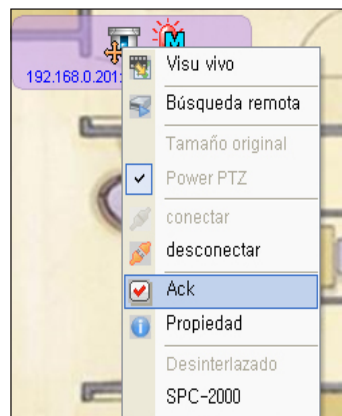 M
192.168.0.201:
Visu vivo
Búsqueda remota
Tamaño original
Power PTZ
conectar
desconectar
Ack
Propiedad
Desinterlazado
SPC-2000